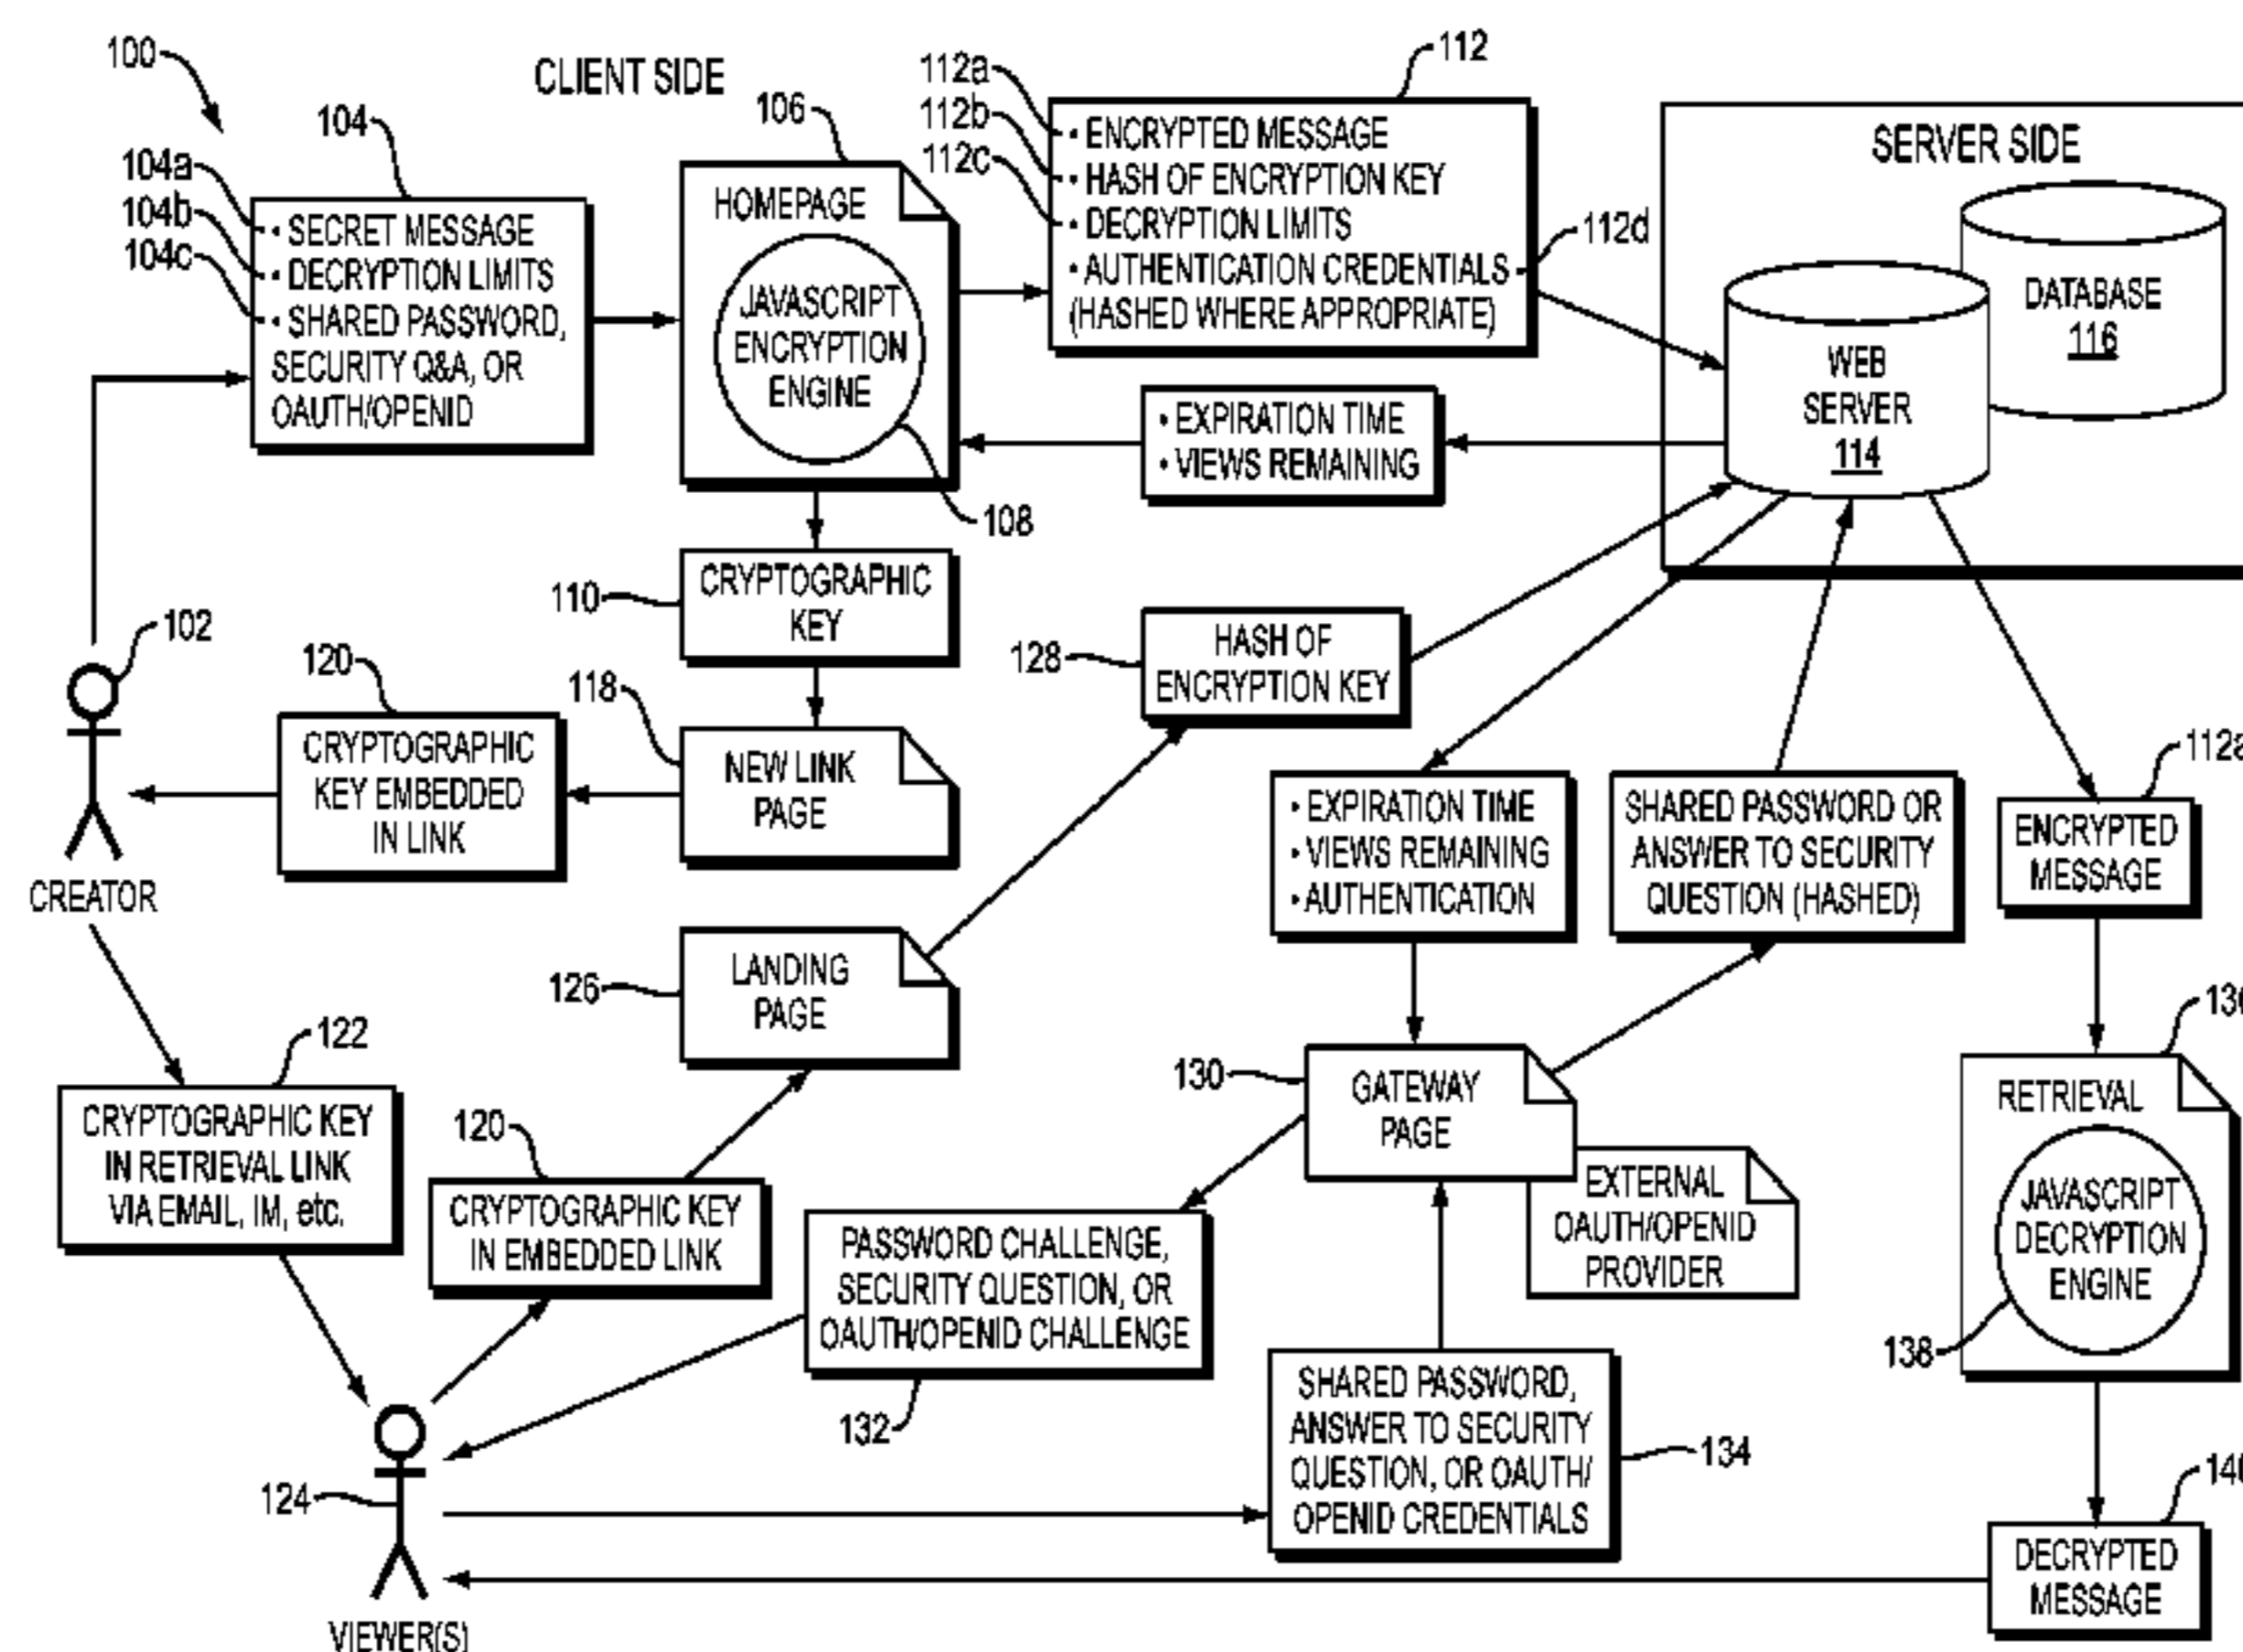 100
CLIENT SIDE
104
104a
104b
104c
• SECRET MESSAGE
• DECRYPTION LIMITS
• SHARED PASSWORD,
SECURITY Q&A, OR
OAUTH/OPENID
106
HOMEPAGE
JAVASCRIPT
ENCRYPTION
ENGINE
108
112
112a
112b
112c
• ENCRYPTED MESSAGE
• HASH OF ENCRYPTION KEY
• DECRYPTION LIMITS
• AUTHENTICATION CREDENTIALS
(HASHED WHERE APPROPRIATE)
112d
SERVER SIDE
DATABASE
116
WEB
SERVER
114
• EXPIRATION TIME
• VIEWS REMAINING
110
CRYPTOGRAPHIC
KEY
102
CREATOR
120
CRYPTOGRAPHIC
KEY EMBEDDED
IN LINK
118
NEW LINK
PAGE
128
HASH OF
ENCRYPTION KEY
• EXPIRATION TIME
• VIEWS REMAINING
• AUTHENTICATION
SHARED PASSWORD OR
ANSWER TO SECURITY
QUESTION (HASHED)
112a
ENCRYPTED
MESSAGE
126
LANDING
PAGE
122
CRYPTOGRAPHIC KEY
IN RETRIEVAL LINK
VIA EMAIL, IM, etc.
120
CRYPTOGRAPHIC KEY
IN EMBEDDED LINK
130
GATEWAY
PAGE
EXTERNAL
OAUTH/OPENID
PROVIDER
PASSWORD CHALLENGE,
SECURITY QUESTION, OR
OAUTH/OPENID CHALLENGE
132
SHARED PASSWORD,
ANSWER TO SECURITY
QUESTION, OR OAUTH/
OPENID CREDENTIALS
134
RETRIEVAL
JAVASCRIPT
DECRYPTION
ENGINE
138
140
DECRYPTED
MESSAGE
124
VIEWER(S)